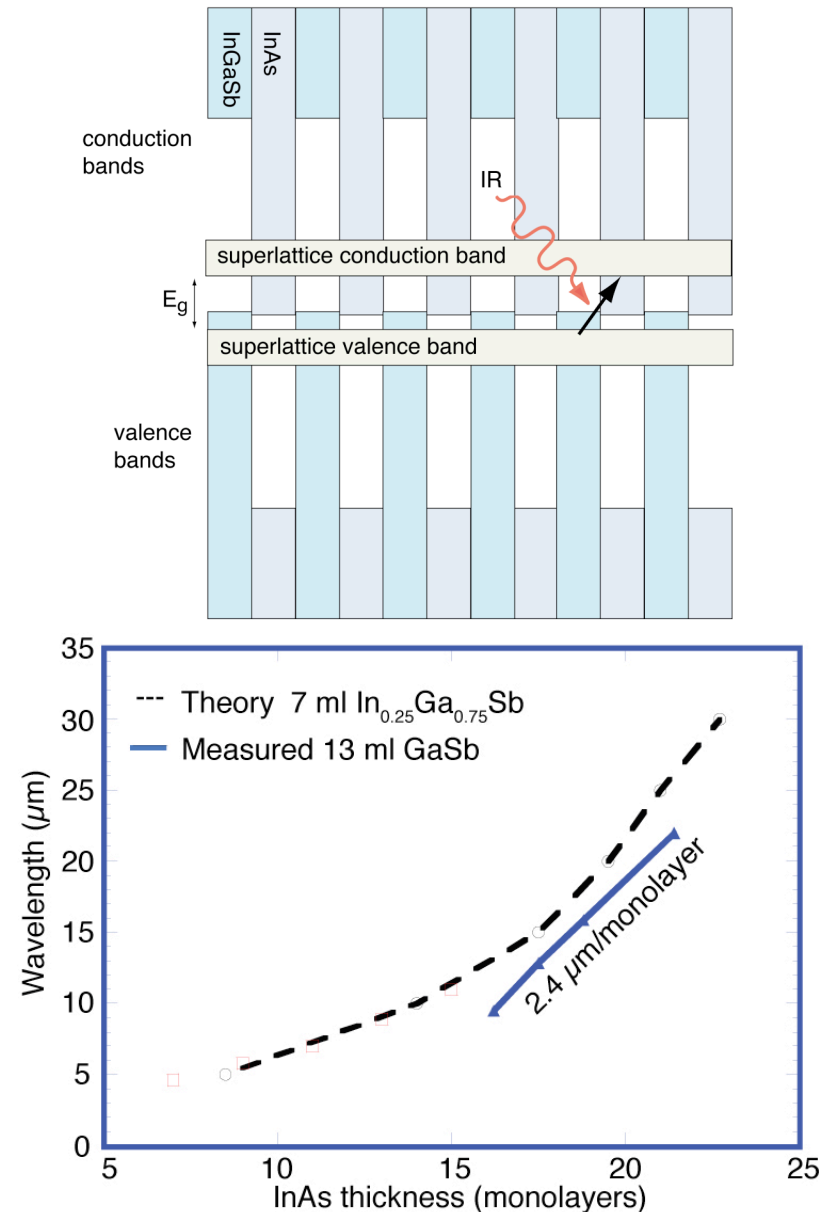 InGaSb
InAs
conduction
bands
IR
superlattice conduction band
Eg
superlattice valence band
valence
bands
35
30
25
20
15
10
5
0
Wavelength (µm)
--- Theory 7 ml In0.25Ga0.75Sb
Measured 13 ml GaSb
2.4 µm/monolayer
5
10
15
20
25
InAs thickness (monolayers)